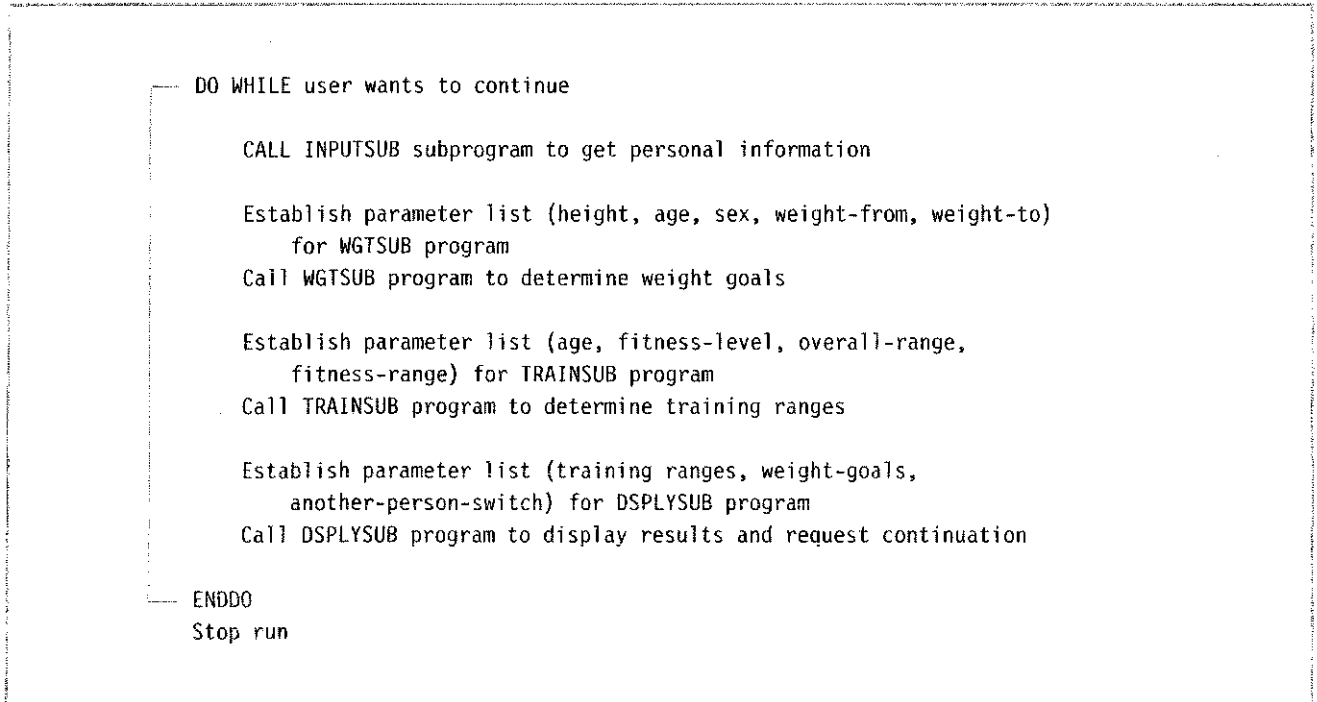 DO WHILE user wants to continue
CALL INPUTSUB subprogram to get personal information
Establish parameter list (height, age, sex, weight-from, weight-to)
for WGTSUB program
Call WGTSUB program to determine weight goals
Establish parameter list (age, fitness-level, overall-range,
fitness-range) for TRAINSUB program
Call TRAINSUB program to determine training ranges
Establish parameter list (training ranges, weight-goals,
another-person-switch) for DSPLYSUB program
Call DSPLYSUB program to display results and request continuation
ENDDO
Stop run